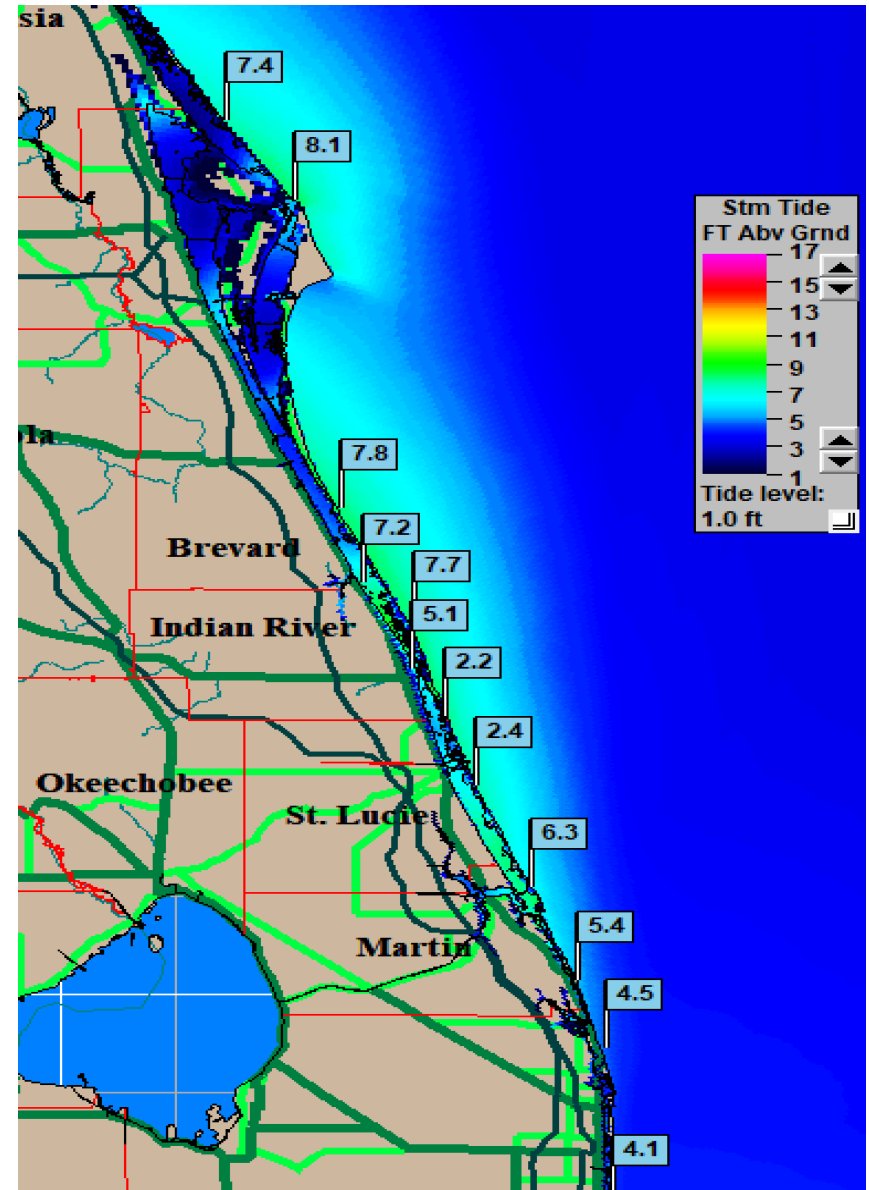 sia
7.4
8.1
Stm Tide
FT Abv Grnd
17
15
13
11
9
7
5
3
1
Tide level:
1.0 ft
ola
7.8
7.2
Brevard
7.7
5.1
Indian River
2.2
2.4
Okeechobee
St. Lucie
6.3
5.4
Martin
4.5
4.1